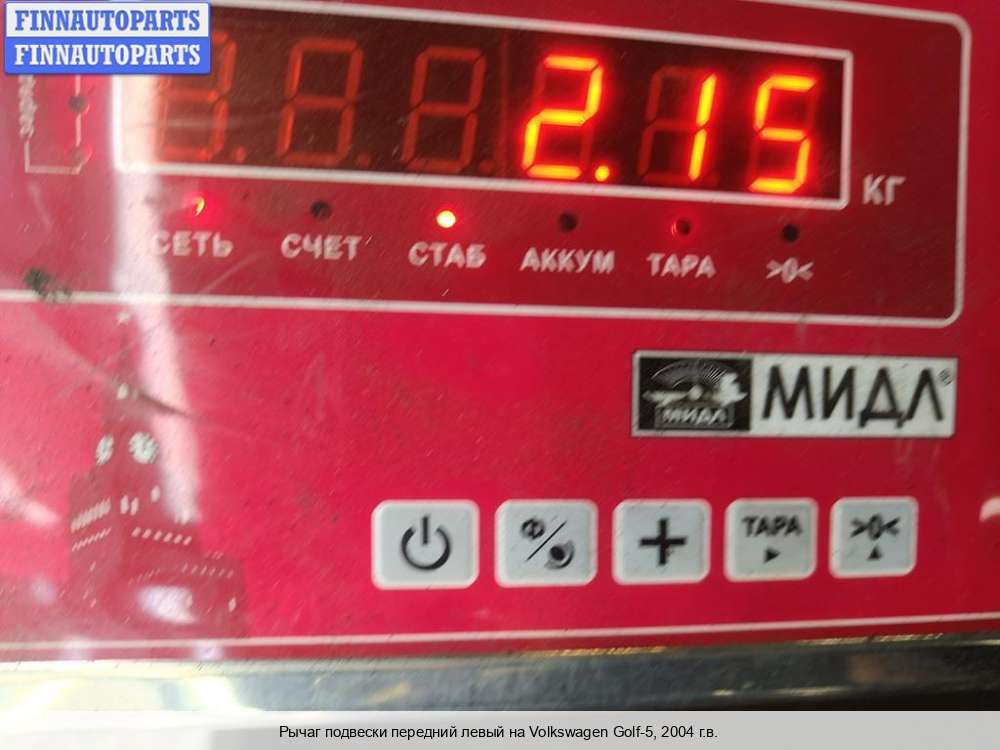 FINNAUTOPARTS
FINNAUTOPARTS
2.15
КГ
СЕТЬ СЧЕТ СТАБ АККУМ ТАРА >0<
МИДЛ МИДЛ®
ТАРА >0<
Рычаг подвески передний левый на Volkswagen Golf-5, 2004 г.в.